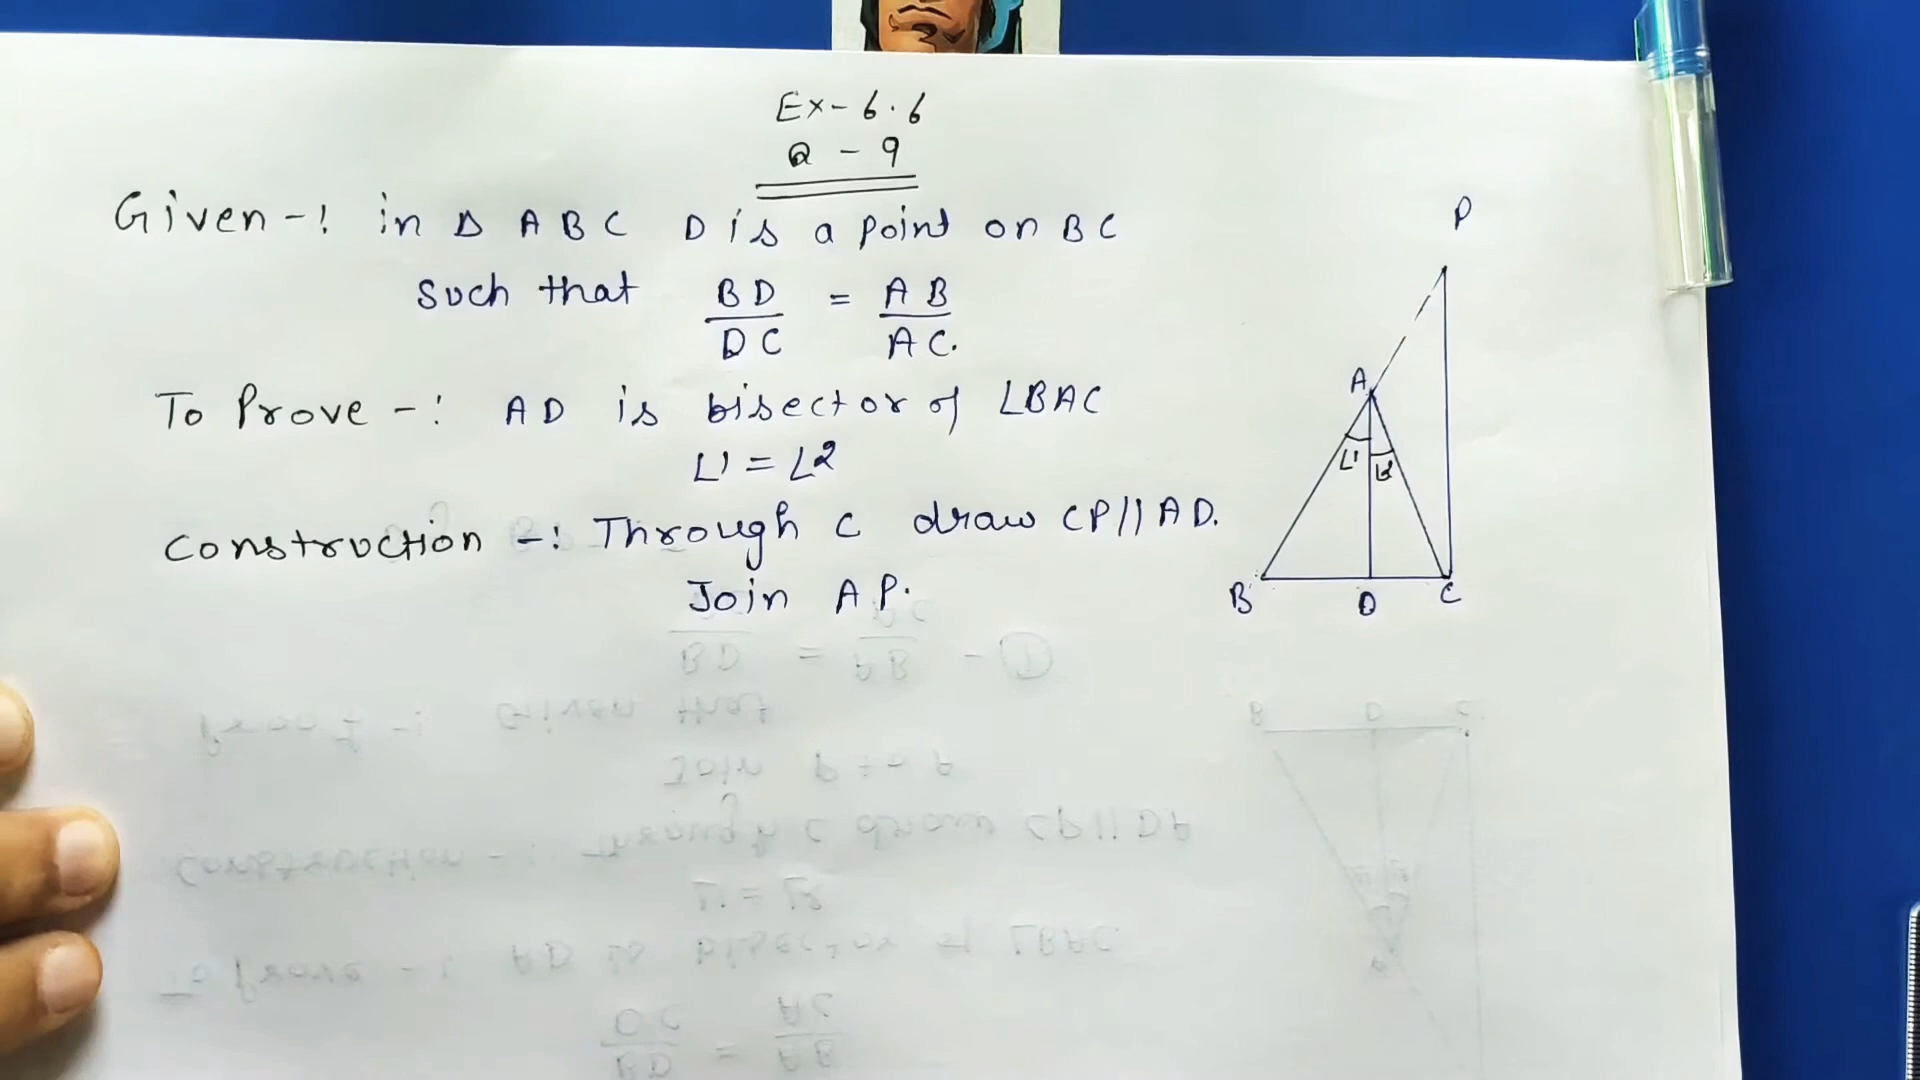 Ex-6.6
Q-9
Given-: in Δ ABC D is a point on BC
such that BD/DC = AB/AC.
To Prove-: AD is bisector of ∠BAC
∠1 = ∠2
construction-: Through C draw CP||AD.
Join AP.
P
A
∠1 ∠2
B D C